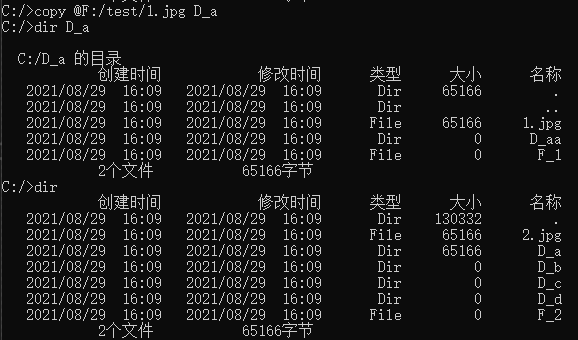 C:/>copy @F:/test/1.jpg D_a
C:/>dir D_a
C:/D_a 的目录
创建时间 修改时间 类型 大小 名称
2021/08/29 16:09 2021/08/29 16:09 Dir 65166 .
2021/08/29 16:09 2021/08/29 16:09 Dir ..
2021/08/29 16:09 2021/08/29 16:09 File 65166 1.jpg
2021/08/29 16:09 2021/08/29 16:09 Dir 0 D_aa
2021/08/29 16:09 2021/08/29 16:09 File 0 F_1
2个文件 65166字节
C:/>dir
创建时间 修改时间 类型 大小 名称
2021/08/29 16:09 2021/08/29 16:09 Dir 130332 .
2021/08/29 16:09 2021/08/29 16:09 File 65166 2.jpg
2021/08/29 16:09 2021/08/29 16:09 Dir 65166 D_a
2021/08/29 16:09 2021/08/29 16:09 Dir 0 D_b
2021/08/29 16:09 2021/08/29 16:09 Dir 0 D_c
2021/08/29 16:09 2021/08/29 16:09 Dir 0 D_d
2021/08/29 16:09 2021/08/29 16:09 File 0 F_2
2个文件 65166字节